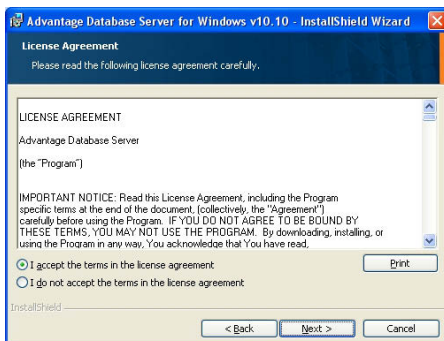 Advantage Database Server for Windows v10.10 - InstallShield Wizard
License Agreement
Please read the following license agreement carefully.
LICENSE AGREEMENT
Advantage Database Server
(the "Program")
IMPORTANT NOTICE: Read this License Agreement, including the Program
specific terms at the end of the document, (collectively, the "Agreement")
carefully before using the Program. IF YOU DO NOT AGREE TO BE BOUND BY
THESE TERMS, YOU MAY NOT USE THE PROGRAM. By downloading, installing, or
using the Program in any way, You acknowledge that You have read,
I accept the terms in the license agreement
Print
I do not accept the terms in the license agreement
InstallShield
< Back
Next >
Cancel